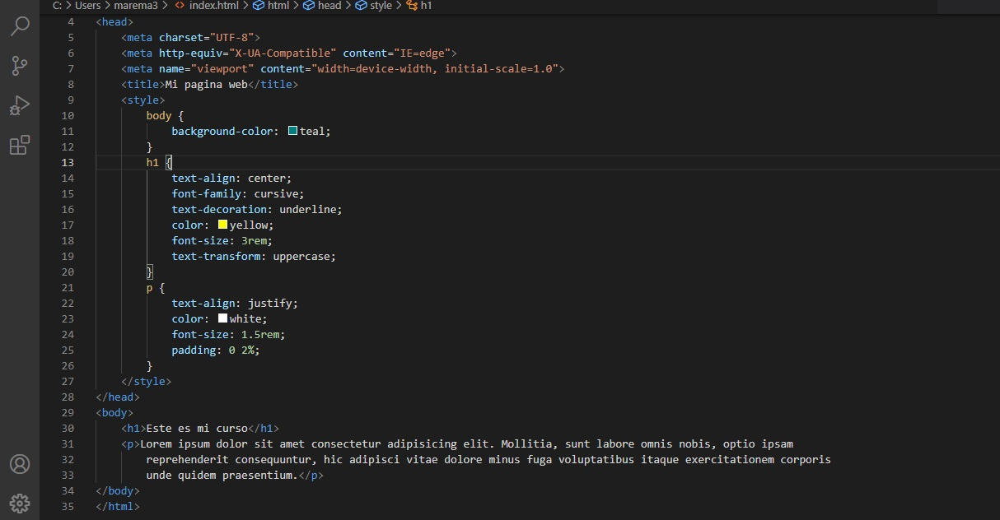 C: > Users > marema3 > <> index.html > html > head > style > h1
4 <head>
5 <meta charset="UTF-8">
6 <meta http-equiv="X-UA-Compatible" content="IE=edge">
7 <meta name="viewport" content="width=device-width, initial-scale=1.0">
8 <title>Mi pagina web</title>
9 <style>
10 body {
11 background-color: teal;
12 }
13 h1 {
14 text-align: center;
15 font-family: cursive;
16 text-decoration: underline;
17 color: yellow;
18 font-size: 3rem;
19 text-transform: uppercase;
20 }
21 p {
22 text-align: justify;
23 color: white;
24 font-size: 1.5rem;
25 padding: 0 2%;
26 }
27 </style>
28 </head>
29 <body>
30 <h1>Este es mi curso</h1>
31 <p>Lorem ipsum dolor sit amet consectetur adipisicing elit. Mollitia, sunt labore omnis nobis, optio ipsam
32 reprehenderit consequuntur, hic adipisci vitae dolore minus fuga voluptatibus itaque exercitationem corporis
33 unde quidem praesentium.</p>
34 </body>
35 </html>